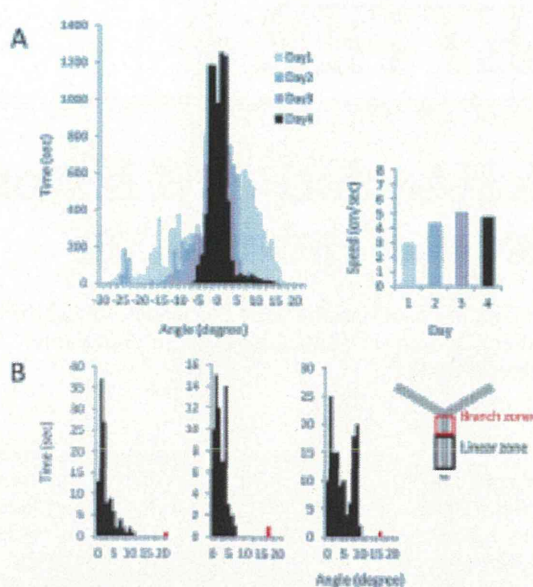 A
1400
1200
1000
800
600
400
200
0
Time (sec)
-30 -25 -20 -15 -10 -5 0 5 10 15 20
Angle (degree)
Day1
Day2
Day3
Day4
8
7
6
5
4
3
2
1
0
Speed (cm/sec)
1 2 3 4
Day
B
40
35
30
25
20
15
10
5
0
Time (sec)
0 5 10 15 20
16
14
12
10
8
6
4
2
0
0 5 10 15 20
30
25
20
15
10
5
0
0 5 10 15 20
Angle (degree)
Branch zone
Linear zone